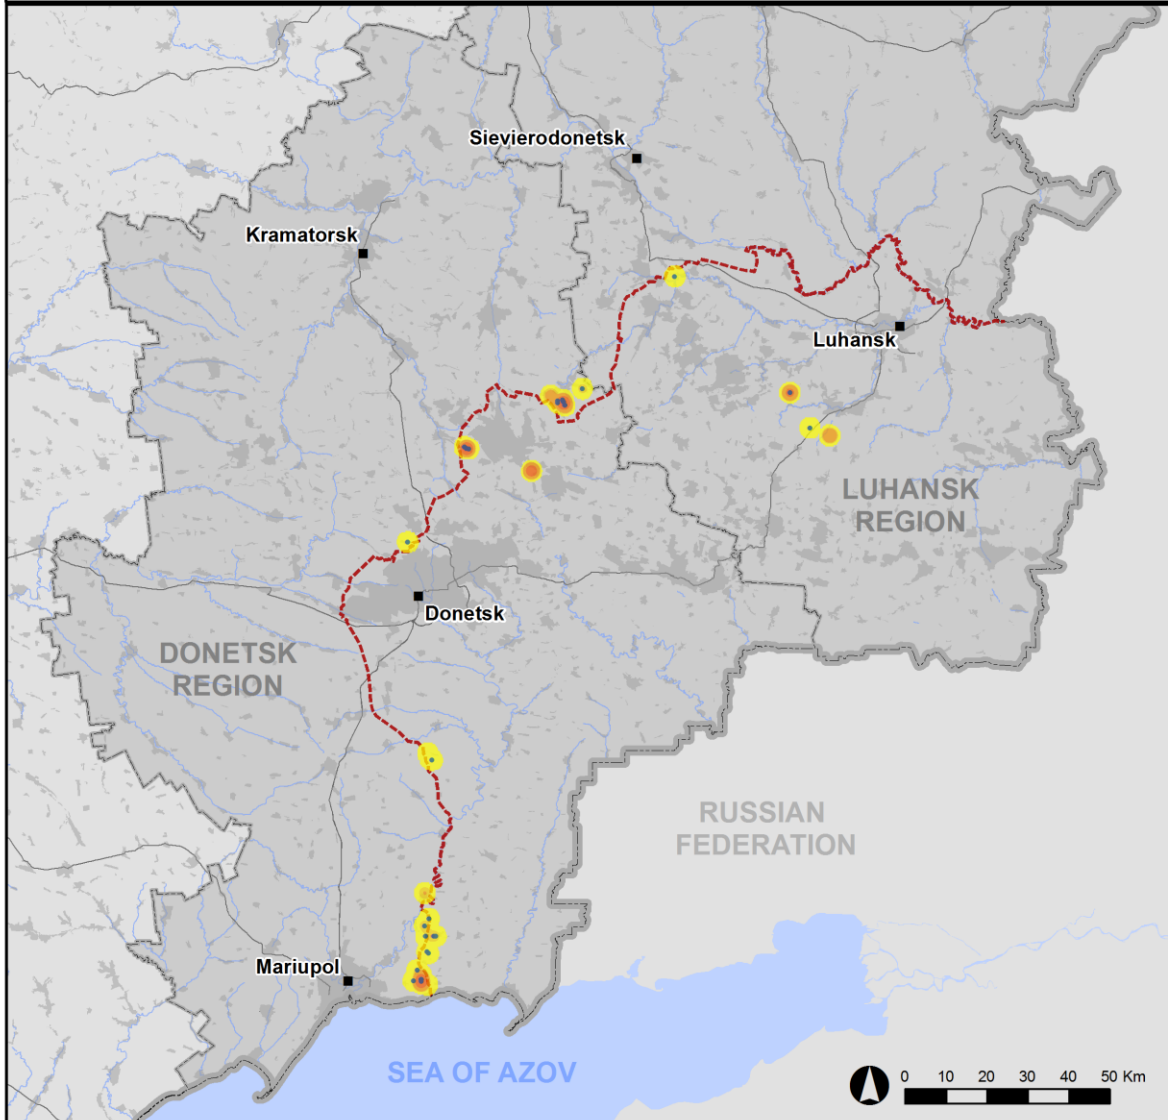 Sievierodonetsk
Kramatorsk
Luhansk
LUHANSK
REGION
Donetsk
DONETSK
REGION
RUSSIAN
FEDERATION
Mariupol
SEA OF AZOV
0 10 20 30 40 50 Km